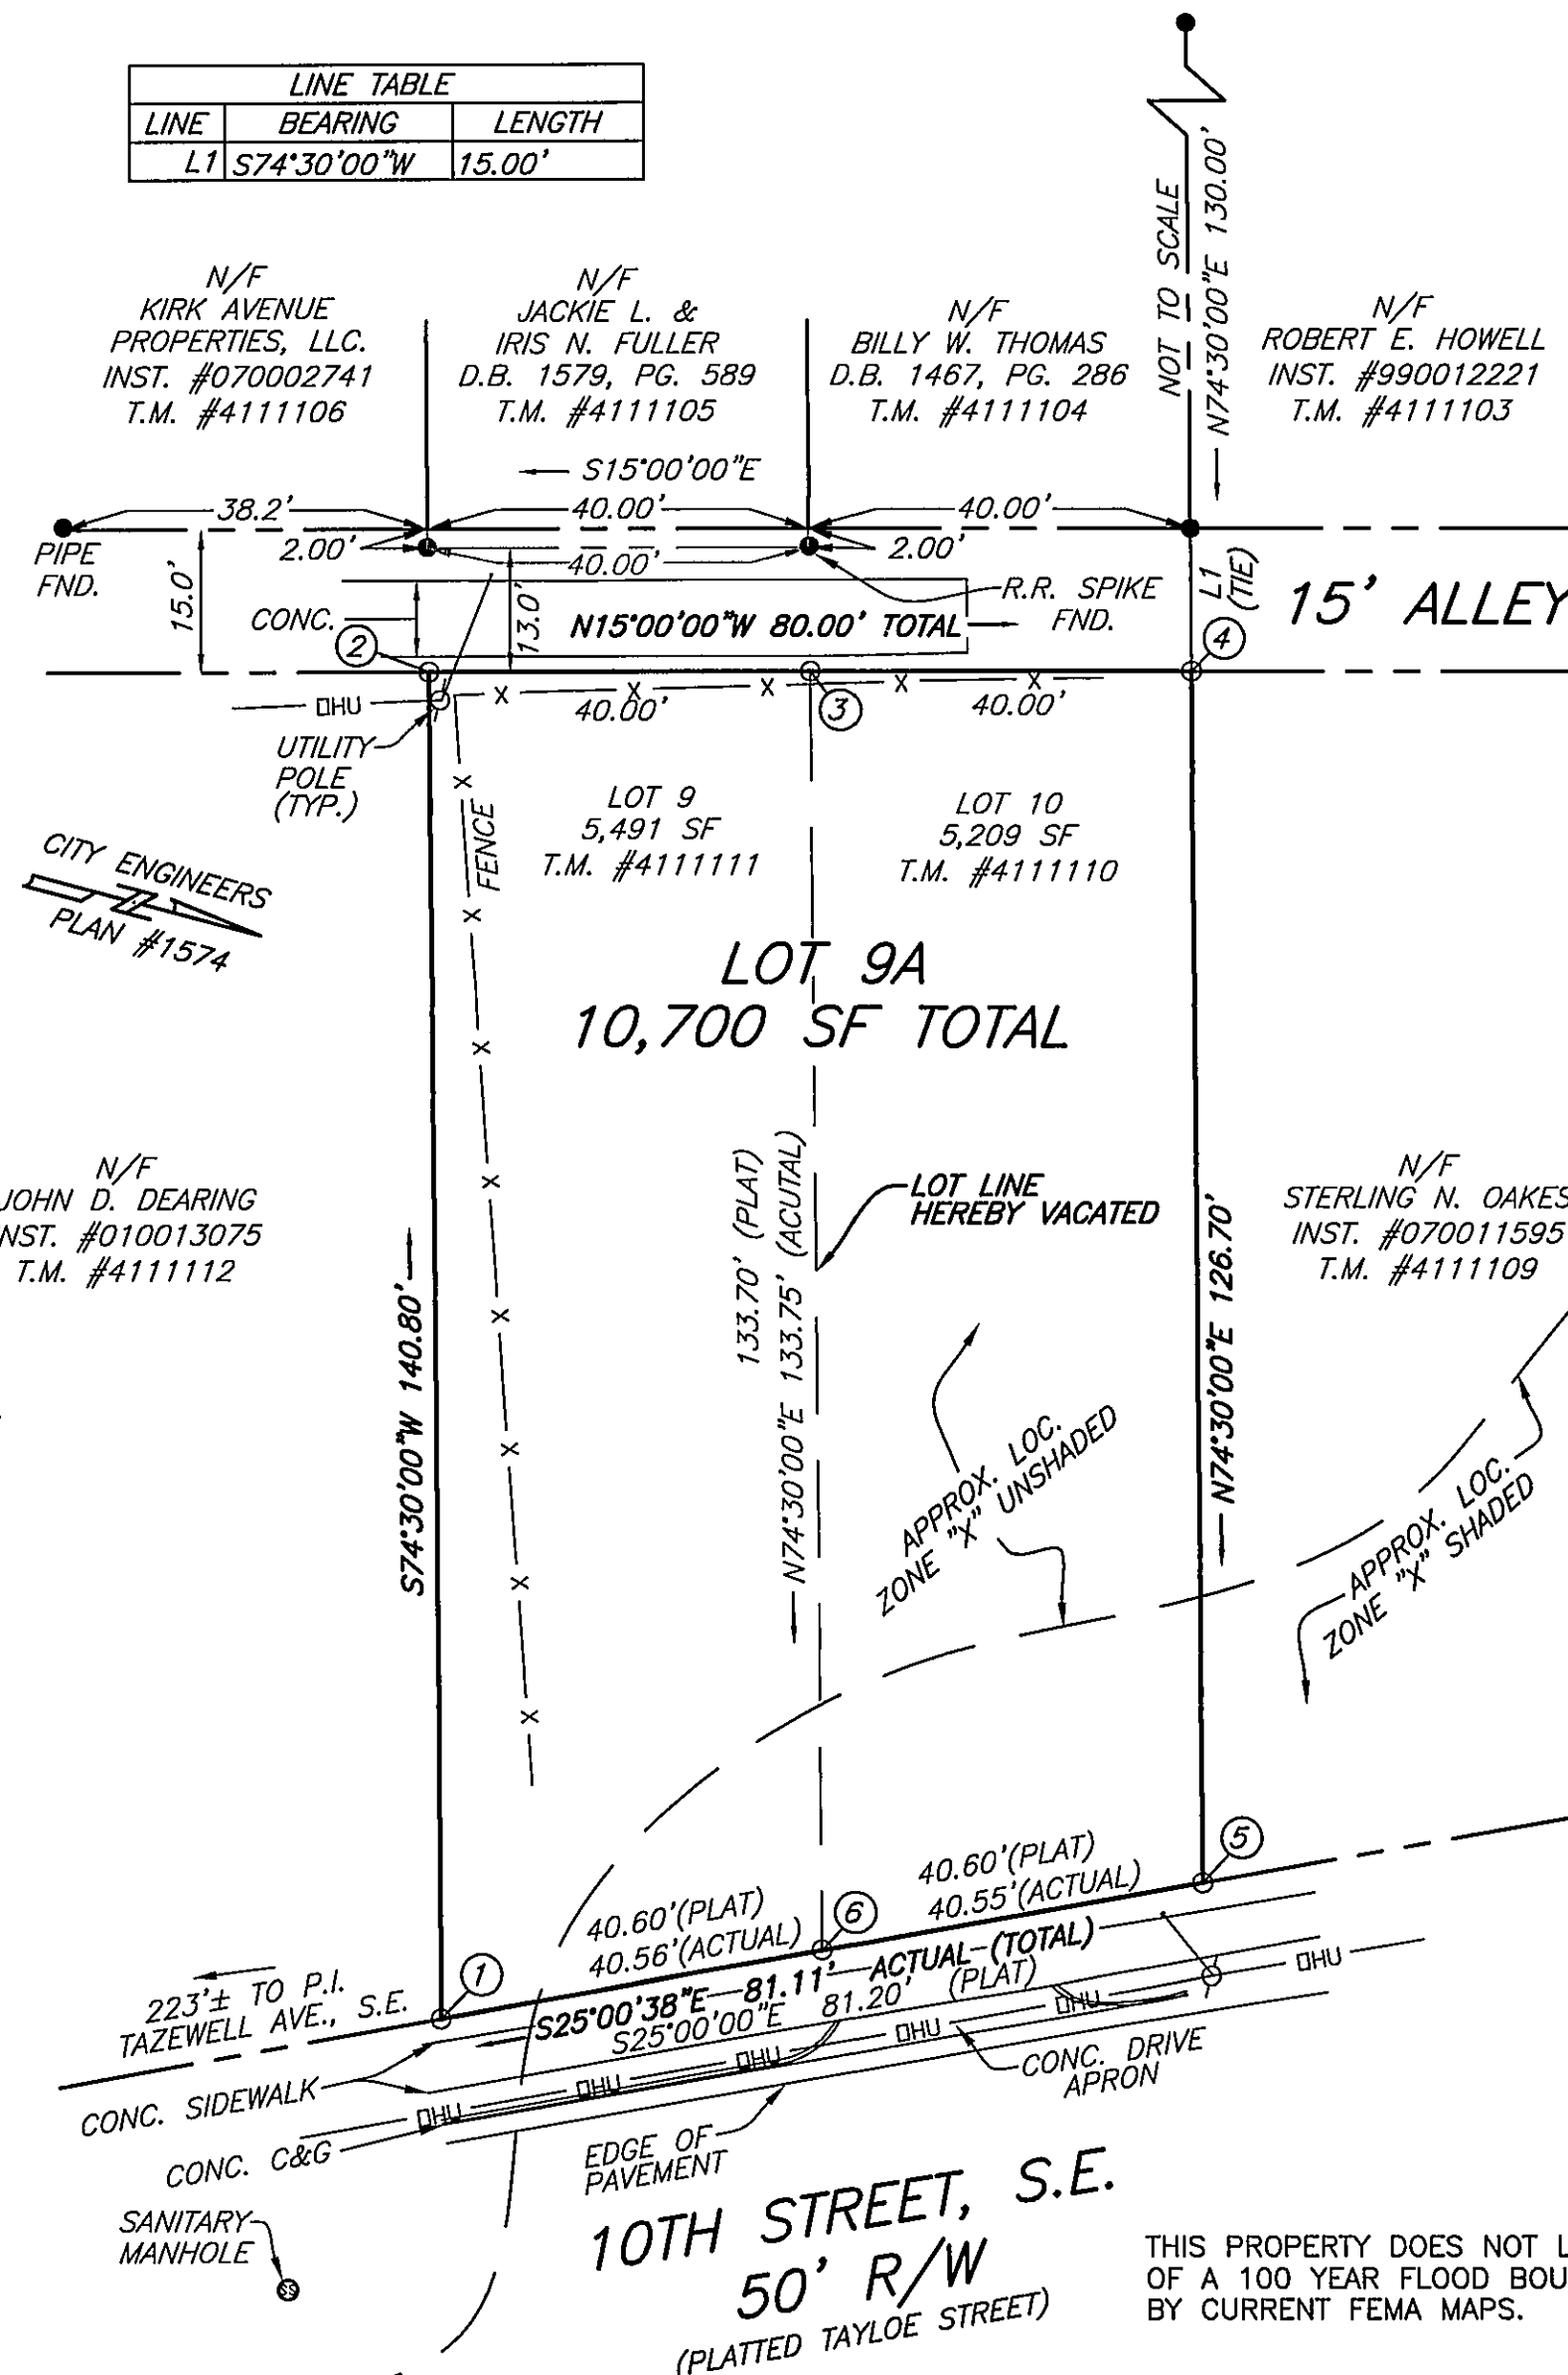 LINE TABLE
LINE BEARING LENGTH
L1 S74°30'00"W 15.00'
NOT TO SCALE
N74°30'00"E 130.00'
N/F
KIRK AVENUE
PROPERTIES, LLC.
INST. #070002741
T.M. #4111106
N/F
JACKIE L. &
IRIS N. FULLER
D.B. 1579, PG. 589
T.M. #4111105
N/F
BILLY W. THOMAS
D.B. 1467, PG. 286
T.M. #4111104
N/F
ROBERT E. HOWELL
INST. #990012221
T.M. #4111103
S15°00'00"E
38.2'
40.00'
40.00'
PIPE
FND.
2.00'
40.00'
2.00'
15.0'
13.0'
CONC.
N15°00'00"W 80.00' TOTAL
R.R. SPIKE
FND.
L1
(TIE)
15' ALLEY
2
3
4
OHU
X X X X X
40.00'
40.00'
UTILITY
POLE
(TYP.)
X X X X X X X X
FENCE
LOT 9
5,491 SF
T.M. #4111111
LOT 10
5,209 SF
T.M. #4111110
CITY ENGINEERS
PLAN #1574
LOT 9A
10,700 SF TOTAL
N/F
JOHN D. DEARING
INST. #010013075
T.M. #4111112
S74°30'00"W 140.80'
133.70' (PLAT)
N74°30'00"E 133.75' (ACUTAL)
LOT LINE
HEREBY VACATED
N74°30'00"E 126.70'
N/F
STERLING N. OAKES
INST. #070011595
T.M. #4111109
APPROX. LOC.
ZONE "X" UNSHADED
APPROX. LOC.
ZONE "X" SHADED
1
6
5
40.60'(PLAT)
40.56'(ACTUAL)
40.60'(PLAT)
40.55'(ACTUAL)
S25°00'38"E 81.11' ACTUAL (TOTAL)
S25°00'00"E 81.20' (PLAT)
223'± TO P.I.
TAZEWELL AVE., S.E.
OHU OHU OHU OHU OHU OHU
CONC. SIDEWALK
CONC. C&G
CONC. DRIVE
APRON
EDGE OF
PAVEMENT
SANITARY
MANHOLE
SS
10TH STREET, S.E.
50' R/W
(PLATTED TAYLOE STREET)
THIS PROPERTY DOES NOT L
OF A 100 YEAR FLOOD BOU
BY CURRENT FEMA MAPS.